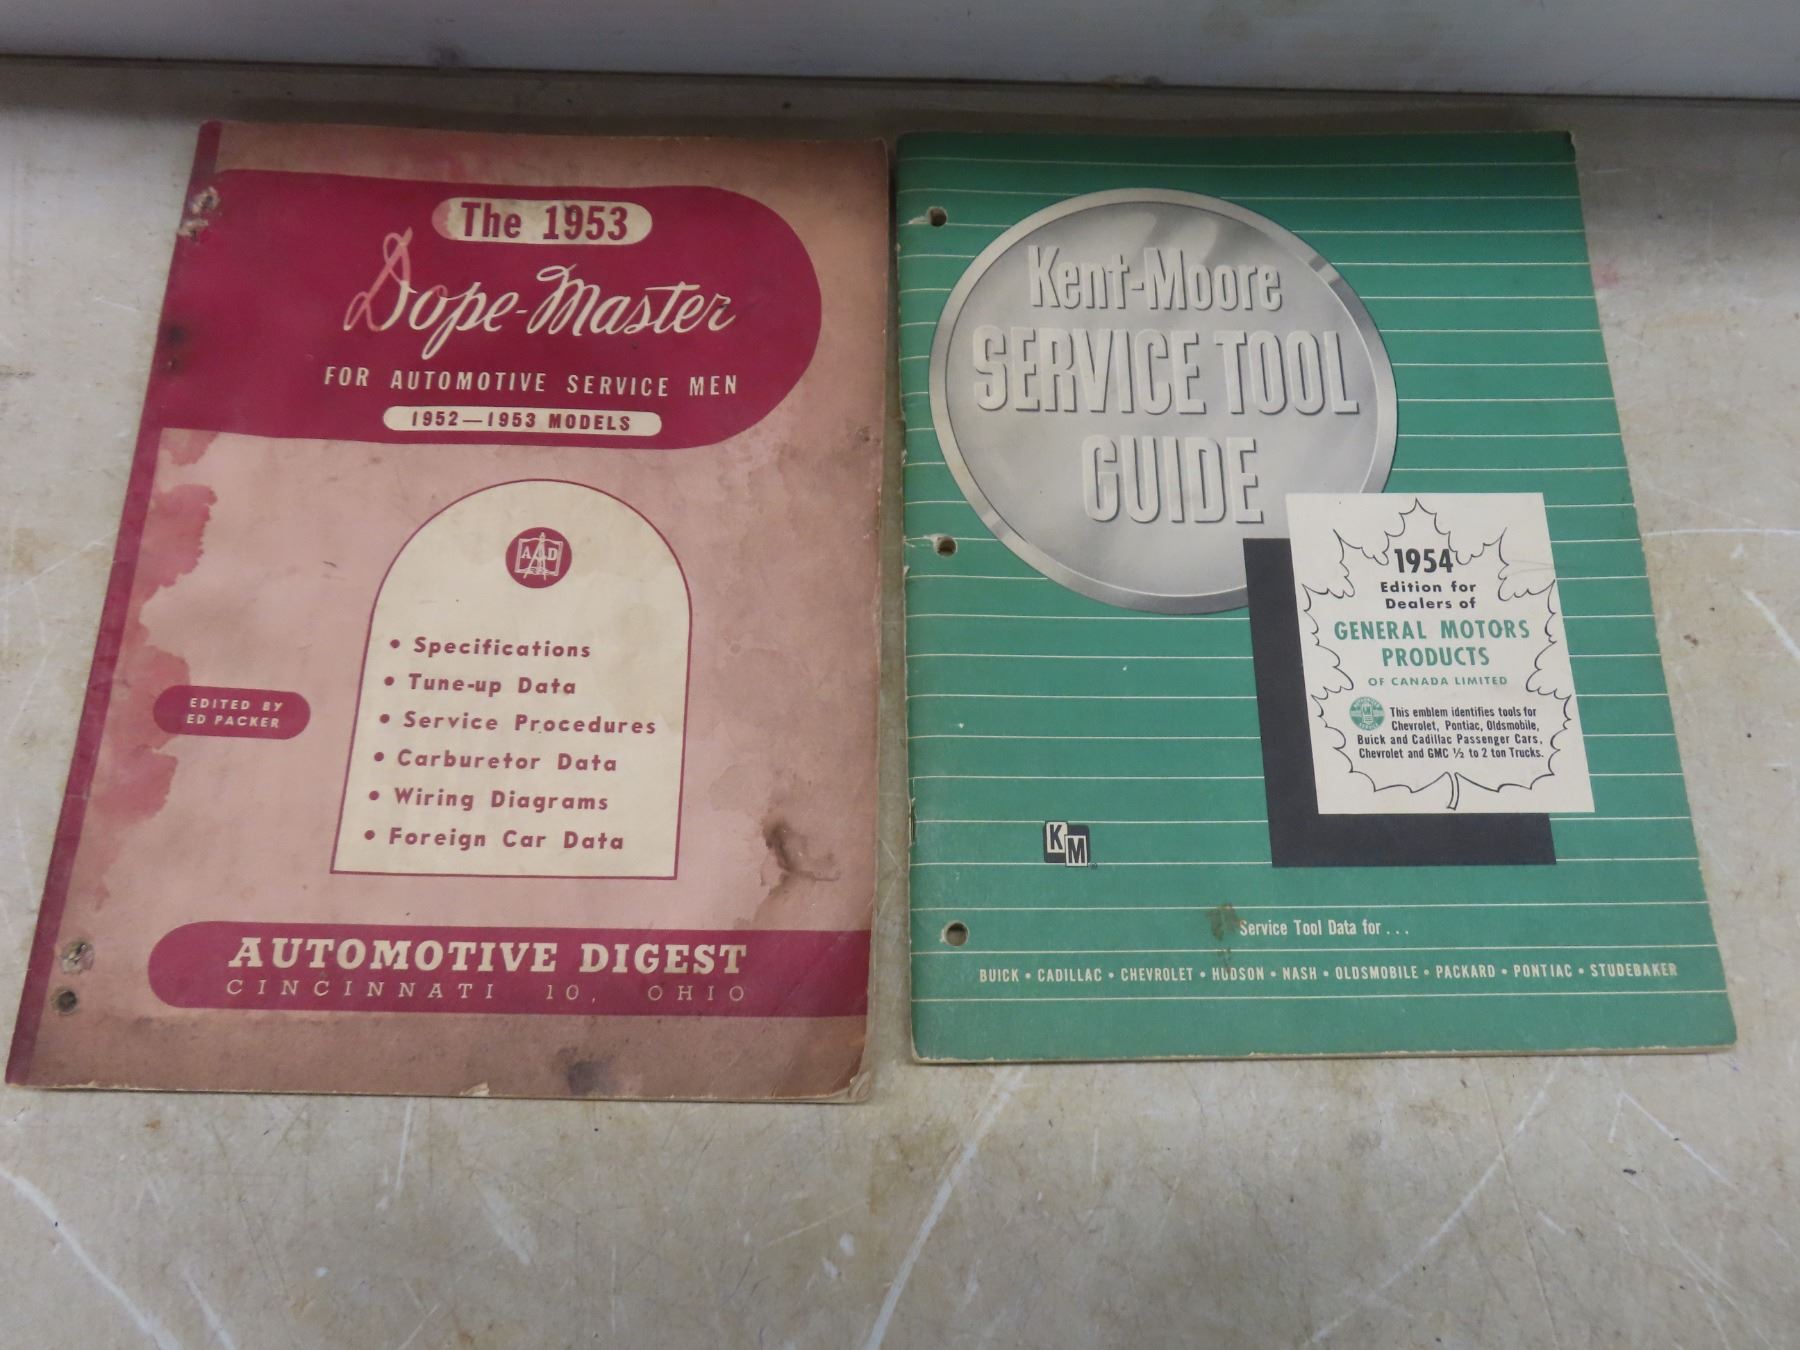 The 1953
Dope-Master
FOR AUTOMOTIVE SERVICE MEN
1952—1953 MODELS
A D
• Specifications
• Tune-up Data
• Service Procedures
• Carburetor Data
• Wiring Diagrams
• Foreign Car Data
EDITED BY
ED PACKER
AUTOMOTIVE DIGEST
CINCINNATI 10, OHIO
Kent-Moore
SERVICE TOOL
GUIDE
1954
Edition for
Dealers of
GENERAL MOTORS
PRODUCTS
OF CANADA LIMITED
This emblem identifies tools for
Chevrolet, Pontiac, Oldsmobile,
Buick and Cadillac Passenger Cars,
Chevrolet and GMC ½ to 2 ton Trucks.
KM
Service Tool Data for . . .
BUICK • CADILLAC • CHEVROLET • HUDSON • NASH • OLDSMOBILE • PACKARD • PONTIAC • STUDEBAKER